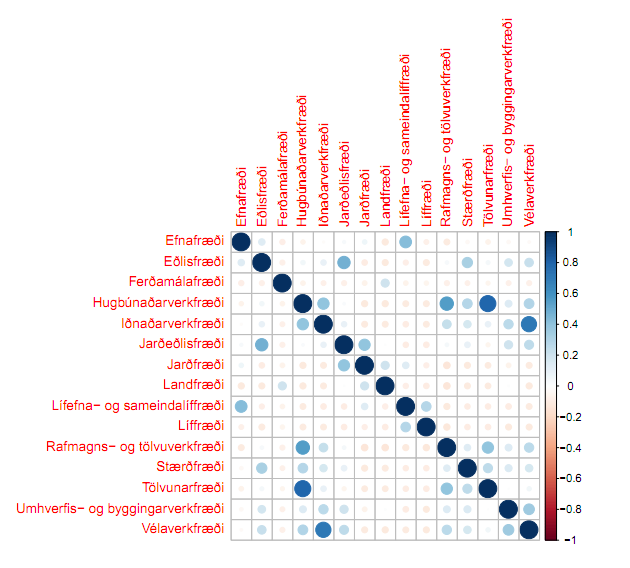 Efnafræði
Eðlisfræði
Ferðamálafræði
Hugbúnaðarverkfræði
Iðnaðarverkfræði
Jarðeðlisfræði
Jarðfræði
Landfræði
Lífefna− og sameindalíffræði
Líffræði
Rafmagns− og tölvuverkfræði
Stærðfræði
Tölvunarfræði
Umhverfis− og byggingarverkfræði
Vélaverkfræði
Efnafræði
Eðlisfræði
Ferðamálafræði
Hugbúnaðarverkfræði
Iðnaðarverkfræði
Jarðeðlisfræði
Jarðfræði
Landfræði
Lífefna− og sameindalíffræði
Líffræði
Rafmagns− og tölvuverkfræði
Stærðfræði
Tölvunarfræði
Umhverfis− og byggingarverkfræði
Vélaverkfræði
1
0.8
0.6
0.4
0.2
0
−0.2
−0.4
−0.6
−0.8
−1